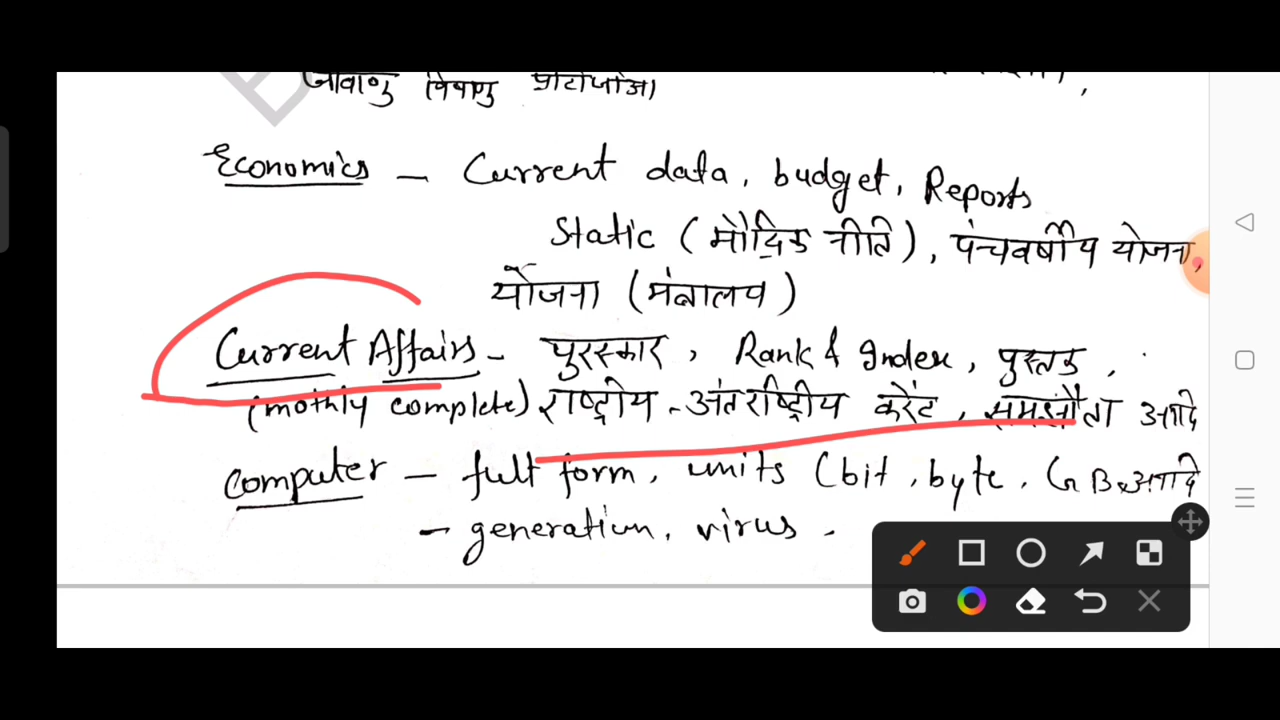 जीवाणु विषाणु प्रोटोजोआ
Economics – Current data, budget, Reports
Static (मौद्रिक नीति), पंचवर्षीय योजना,
योजना (मंत्रालय)
Current Affairs – पुरस्कार, Rank & Index, पुस्तक,
(mothly complete) राष्ट्रीय - अंतर्राष्ट्रीय करेंट, समझौता आदि
Computer – full form, units (bit, byte, GB आदि
– generation, virus